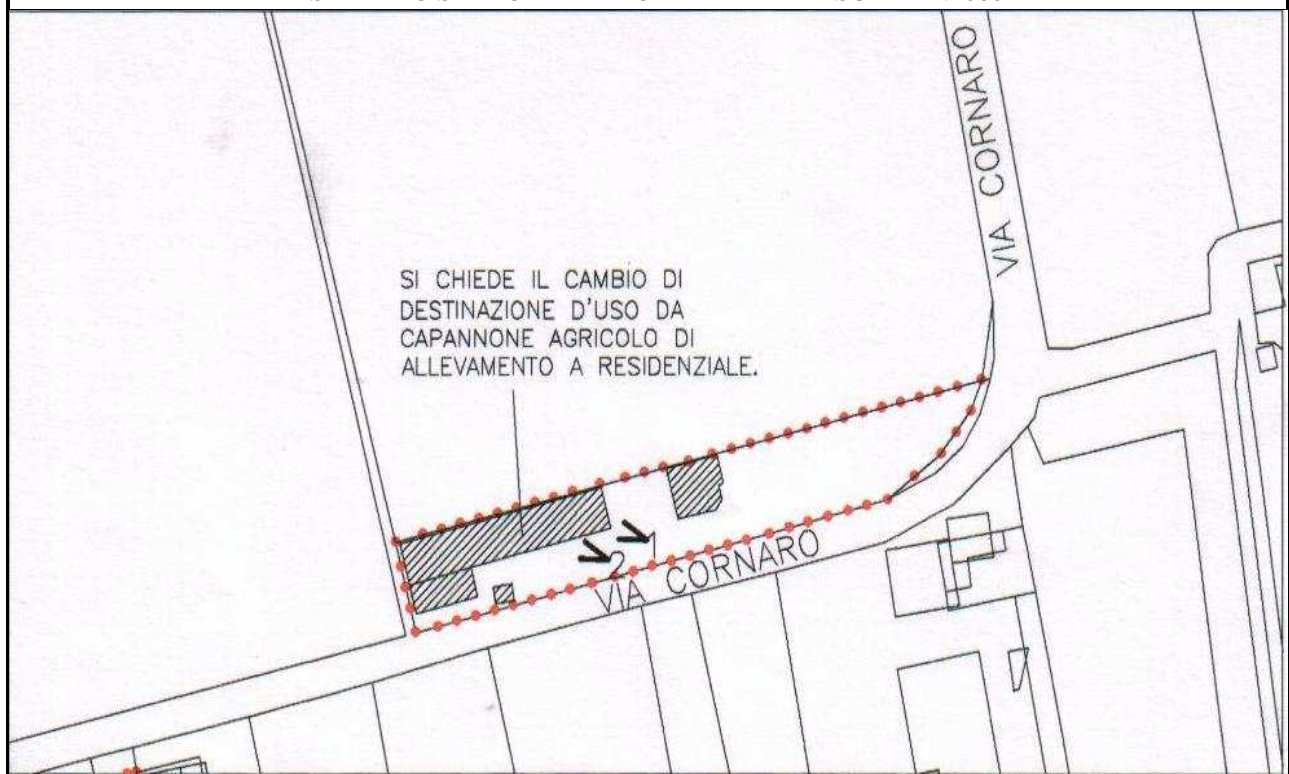 VIA CORNARO
SI CHIEDE IL CAMBIO DI
DESTINAZIONE D'USO DA
CAPANNONE AGRICOLO DI
ALLEVAMENTO A RESIDENZIALE.
1
2
VIA CORNARO